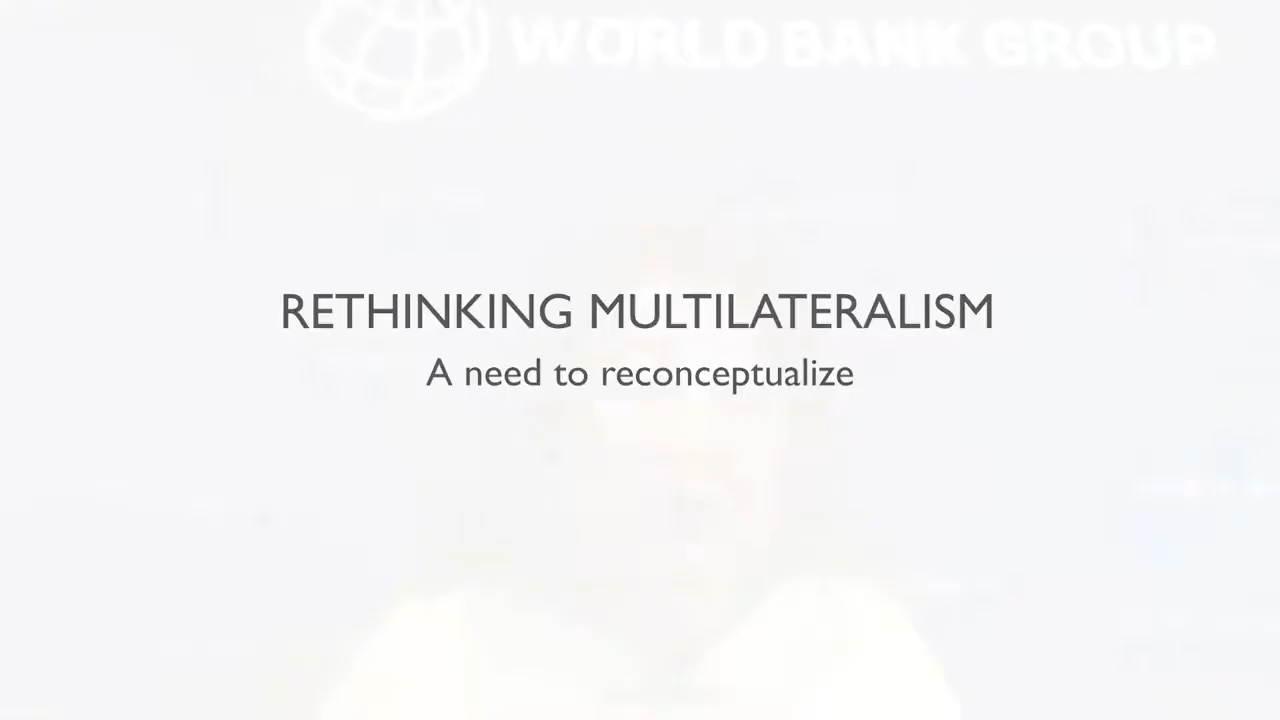 WORLD BANK GROUP
RETHINKING MULTILATERALISM
A need to reconceptualize